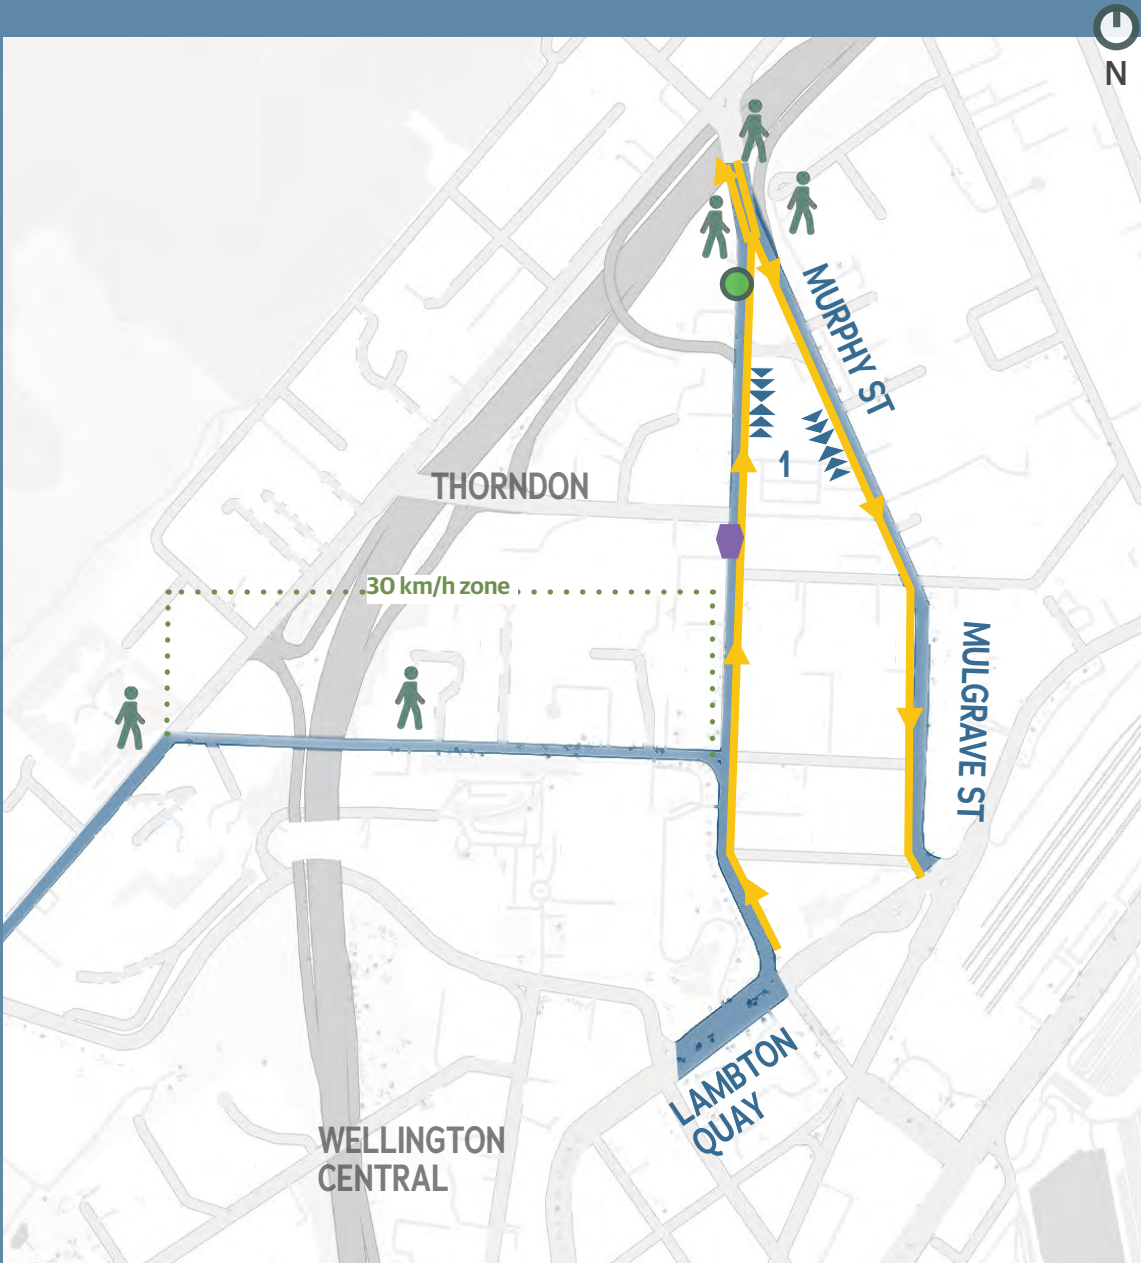 N
MURPHY ST
1
THORNDON
30 km/h zone
MULGRAVE ST
LAMBTON
QUAY
WELLINGTON
CENTRAL